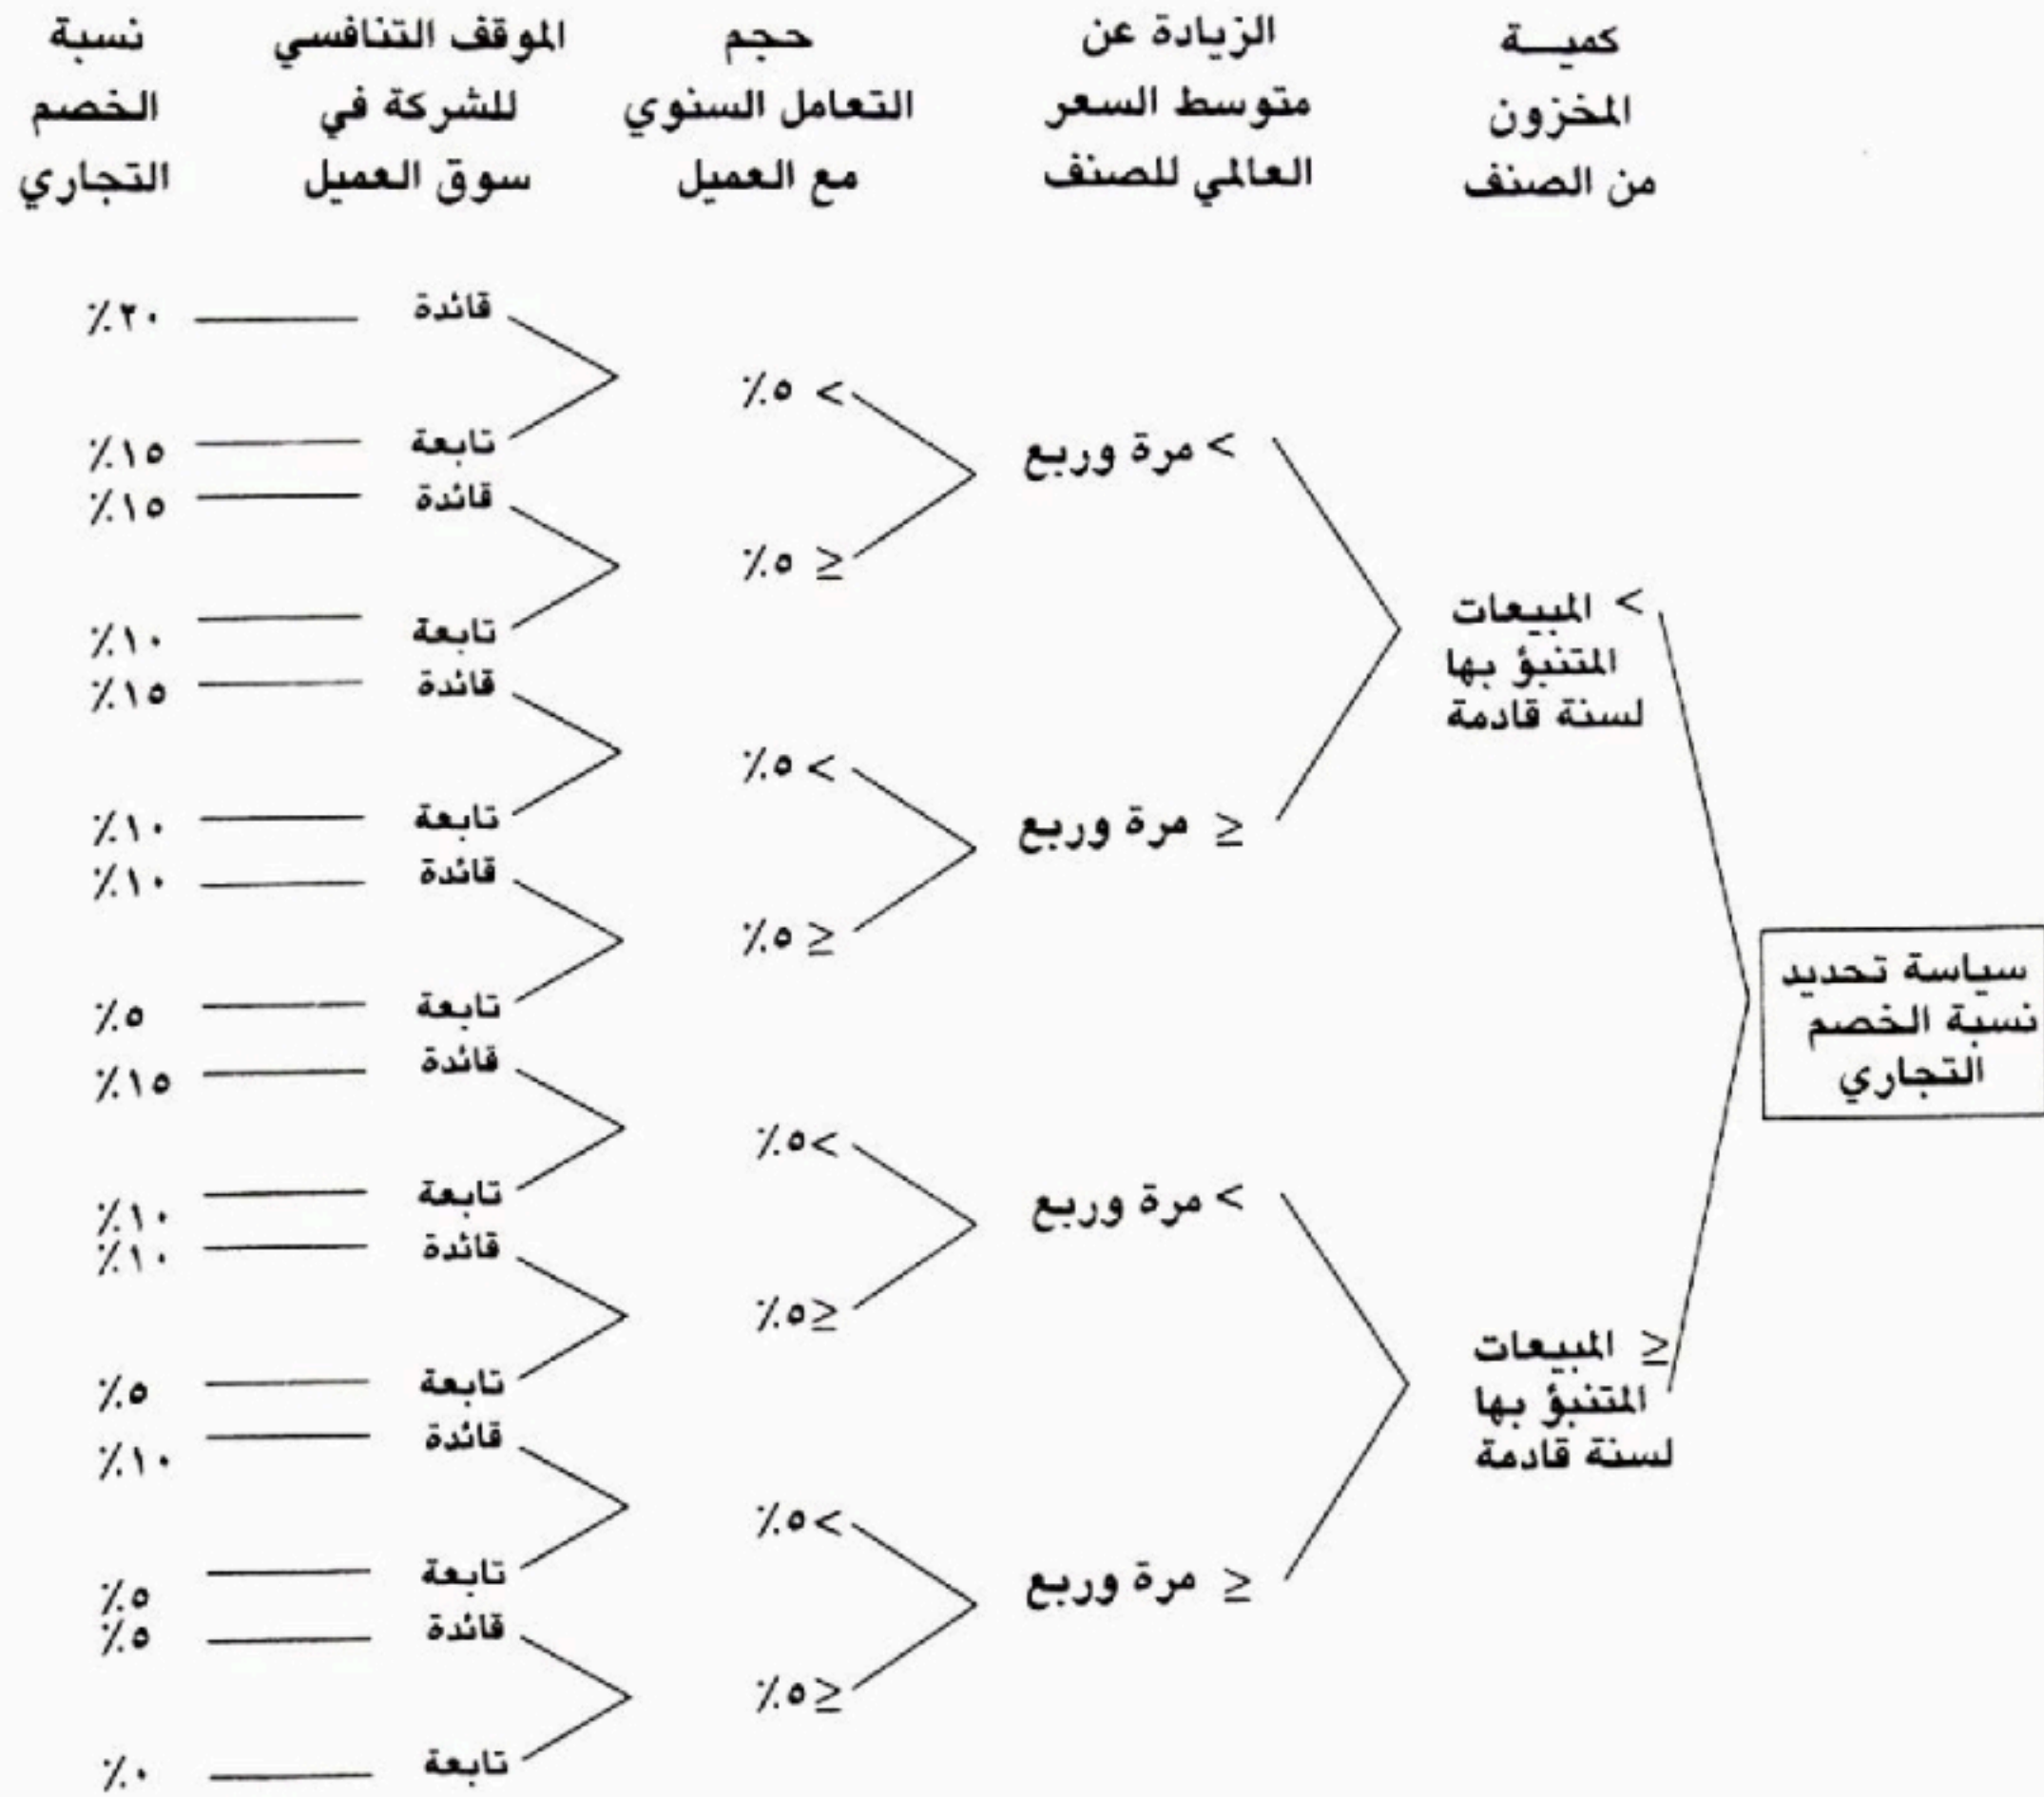 كميـــة
المخزون
من الصنف
الزيادة عن
متوسط السعر
العالمي للصنف
حجم
التعامل السنوي
مع العميل
الموقف التنافسي
للشركة في
سوق العميل
نسبة
الخصم
التجاري
سياسة تحديد
نسبة الخصم
التجاري
< المبيعات
المتنبؤ بها
لسنة قادمة
≥ المبيعات
المتنبؤ بها
لسنة قادمة
< مرة وربع
≥ مرة وربع
< مرة وربع
≥ مرة وربع
< ٥٪
≥ ٥٪
< ٥٪
≥ ٥٪
< ٥٪
≥ ٥٪
< ٥٪
≥ ٥٪
قائدة ٢٠٪
تابعة ١٥٪
قائدة ١٥٪
تابعة ١٠٪
قائدة ١٥٪
تابعة ١٠٪
قائدة ١٠٪
تابعة ٥٪
قائدة ١٥٪
تابعة ١٠٪
قائدة ١٠٪
تابعة ٥٪
قائدة ١٠٪
تابعة ٥٪
قائدة ٥٪
تابعة ٠٪